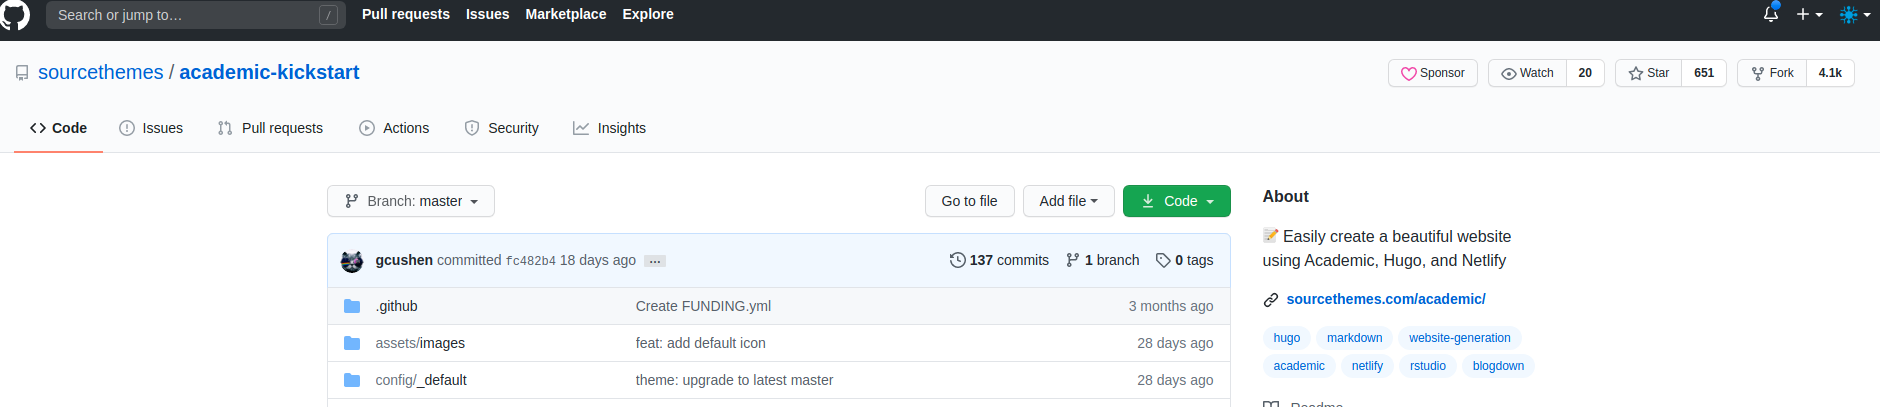 Search or jump to… /
Pull requests Issues Marketplace Explore
sourcethemes / academic-kickstart
Sponsor Watch 20 Star 651 Fork 4.1k
Code Issues Pull requests Actions Security Insights
Branch: master Go to file Add file Code
gcushen committed fc482b4 18 days ago ... 137 commits 1 branch 0 tags
.github Create FUNDING.yml 3 months ago
assets/images feat: add default icon 28 days ago
config/_default theme: upgrade to latest master 28 days ago
About
Easily create a beautiful website
using Academic, Hugo, and Netlify
sourcethemes.com/academic/
hugo markdown website-generation
academic netlify rstudio blogdown
Readme